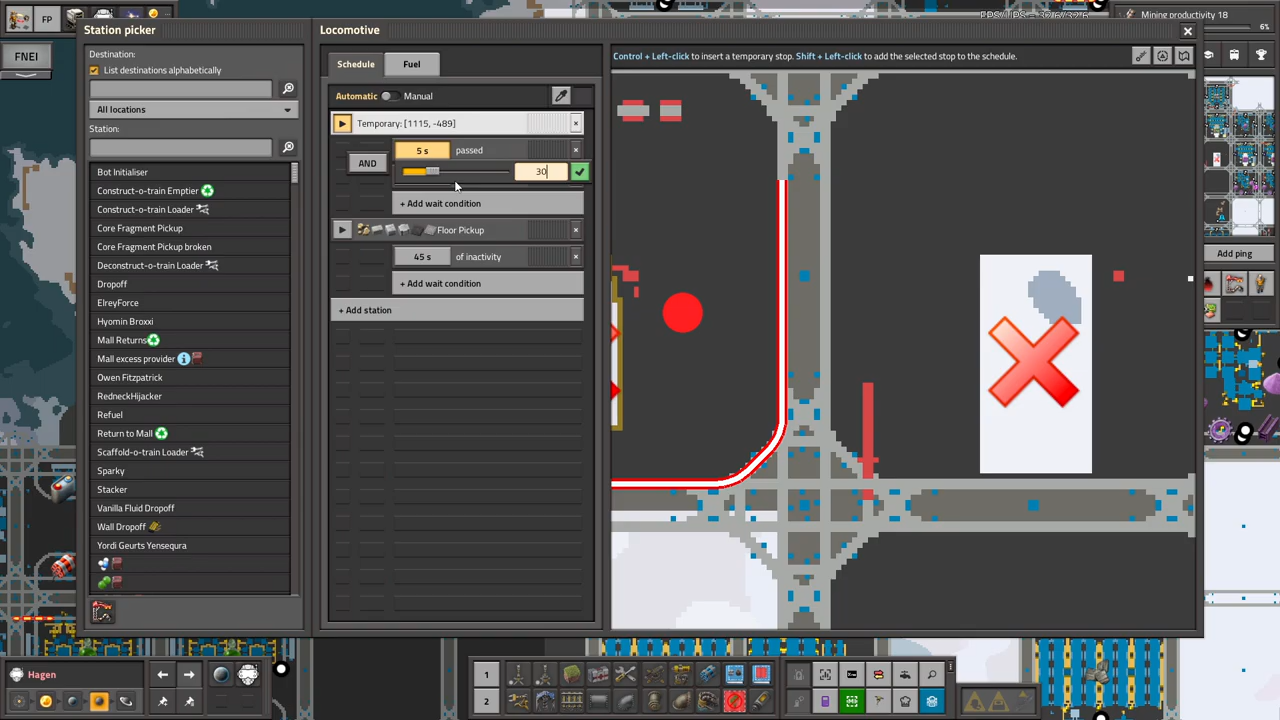 FP
FNEI
Station picker
Destination:
List destinations alphabetically
All locations
Station:
Bot Initialiser
Construct-o-train Emptier
Construct-o-train Loader
Core Fragment Pickup
Core Fragment Pickup broken
Deconstruct-o-train Loader
Dropoff
ElreyForce
Hyomin Broxxi
Mall Returns
Mall excess provider
Owen Fitzpatrick
RedneckHijacker
Refuel
Return to Mall
Scaffold-o-train Loader
Sparky
Stacker
Vanilla Fluid Dropoff
Wall Dropoff
Yordi Geurts Yensequra
Locomotive
Schedule
Fuel
Automatic
Manual
Temporary: [1115, -489]
5 s
passed
AND
30
+ Add wait condition
Floor Pickup
45 s
of inactivity
+ Add wait condition
+ Add station
Control + Left-click to insert a temporary stop. Shift + Left-click to add the selected stop to the schedule.
Mining productivity 18
6%
Add ping
Hagen
1
2